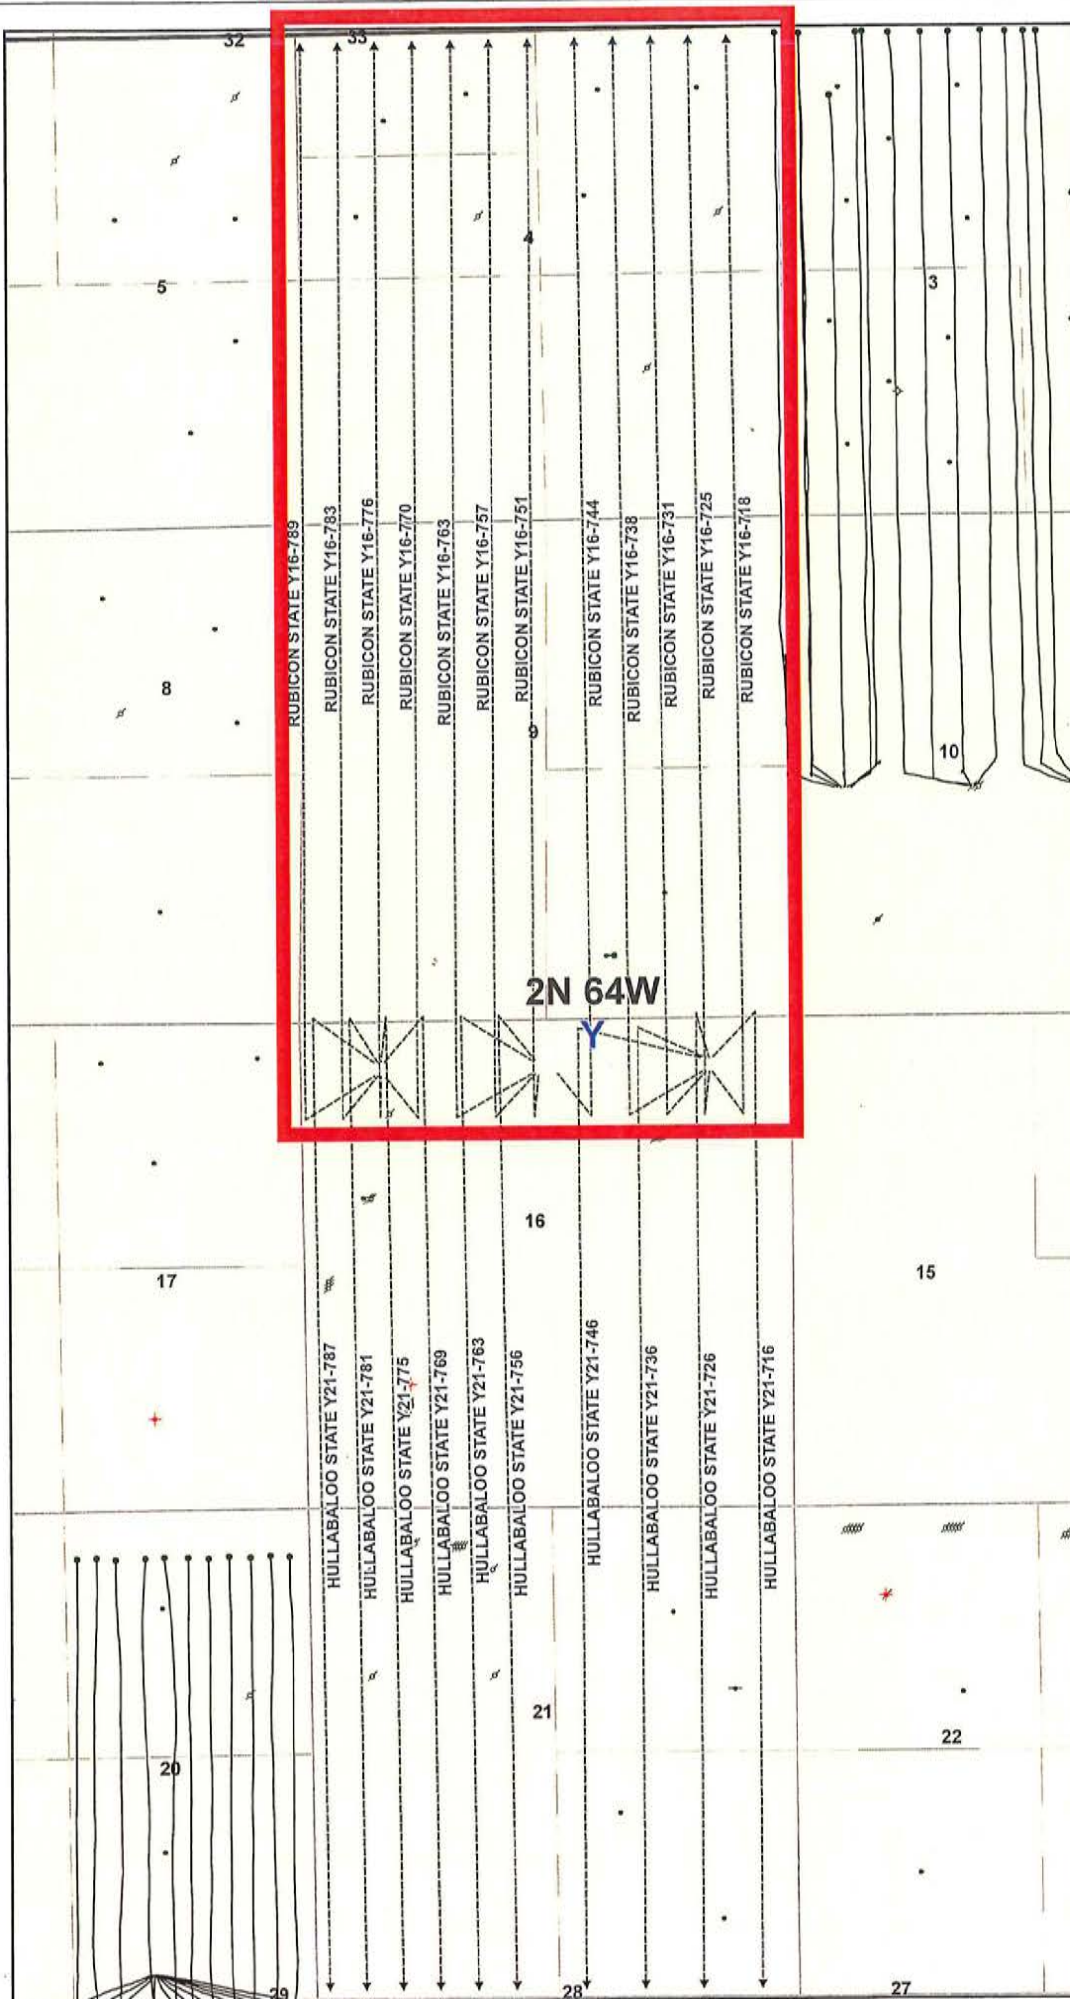 32
33
4
5
3
RUBICON STATE Y16-789
RUBICON STATE Y16-783
RUBICON STATE Y16-776
RUBICON STATE Y16-770
RUBICON STATE Y16-763
RUBICON STATE Y16-757
RUBICON STATE Y16-751
RUBICON STATE Y16-744
RUBICON STATE Y16-738
RUBICON STATE Y16-731
RUBICON STATE Y16-725
RUBICON STATE Y16-718
8
9
10
2N 64W
Y
16
17
15
HULLABALOO STATE Y21-787
HULLABALOO STATE Y21-781
HULLABALOO STATE Y21-775
HULLABALOO STATE Y21-769
HULLABALOO STATE Y21-763
HULLABALOO STATE Y21-756
HULLABALOO STATE Y21-746
HULLABALOO STATE Y21-736
HULLABALOO STATE Y21-726
HULLABALOO STATE Y21-716
21
22
20
29
28
27